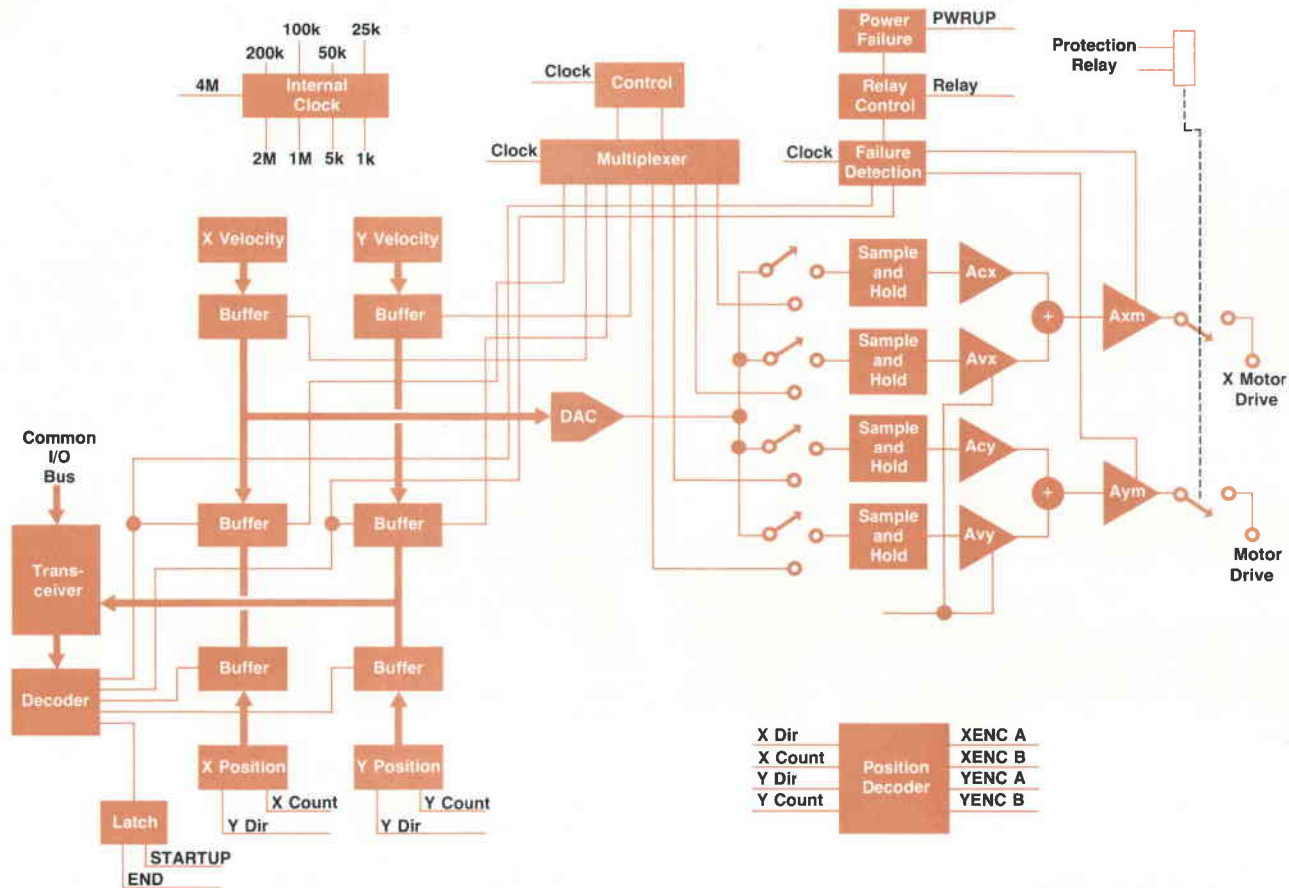 100k
25k
200k
50k
4M
Internal
Clock
2M
1M
5k
1k
Clock
Control
Clock
Multiplexer
Power
Failure
PWRUP
Relay
Control
Relay
Clock
Failure
Detection
Protection
Relay
X Velocity
Y Velocity
Buffer
Buffer
DAC
Sample
and
Hold
Acx
Sample
and
Hold
Avx
+
Axm
X Motor
Drive
Sample
and
Hold
Acy
Sample
and
Hold
Avy
+
Aym
Motor
Drive
Common
I/O
Bus
Buffer
Buffer
Trans-
ceiver
Buffer
Buffer
Decoder
X Position
Y Position
X Count
Y Dir
Y Count
Y Dir
Latch
STARTUP
END
X Dir
X Count
Y Dir
Y Count
Position
Decoder
XENC A
XENC B
YENC A
YENC B